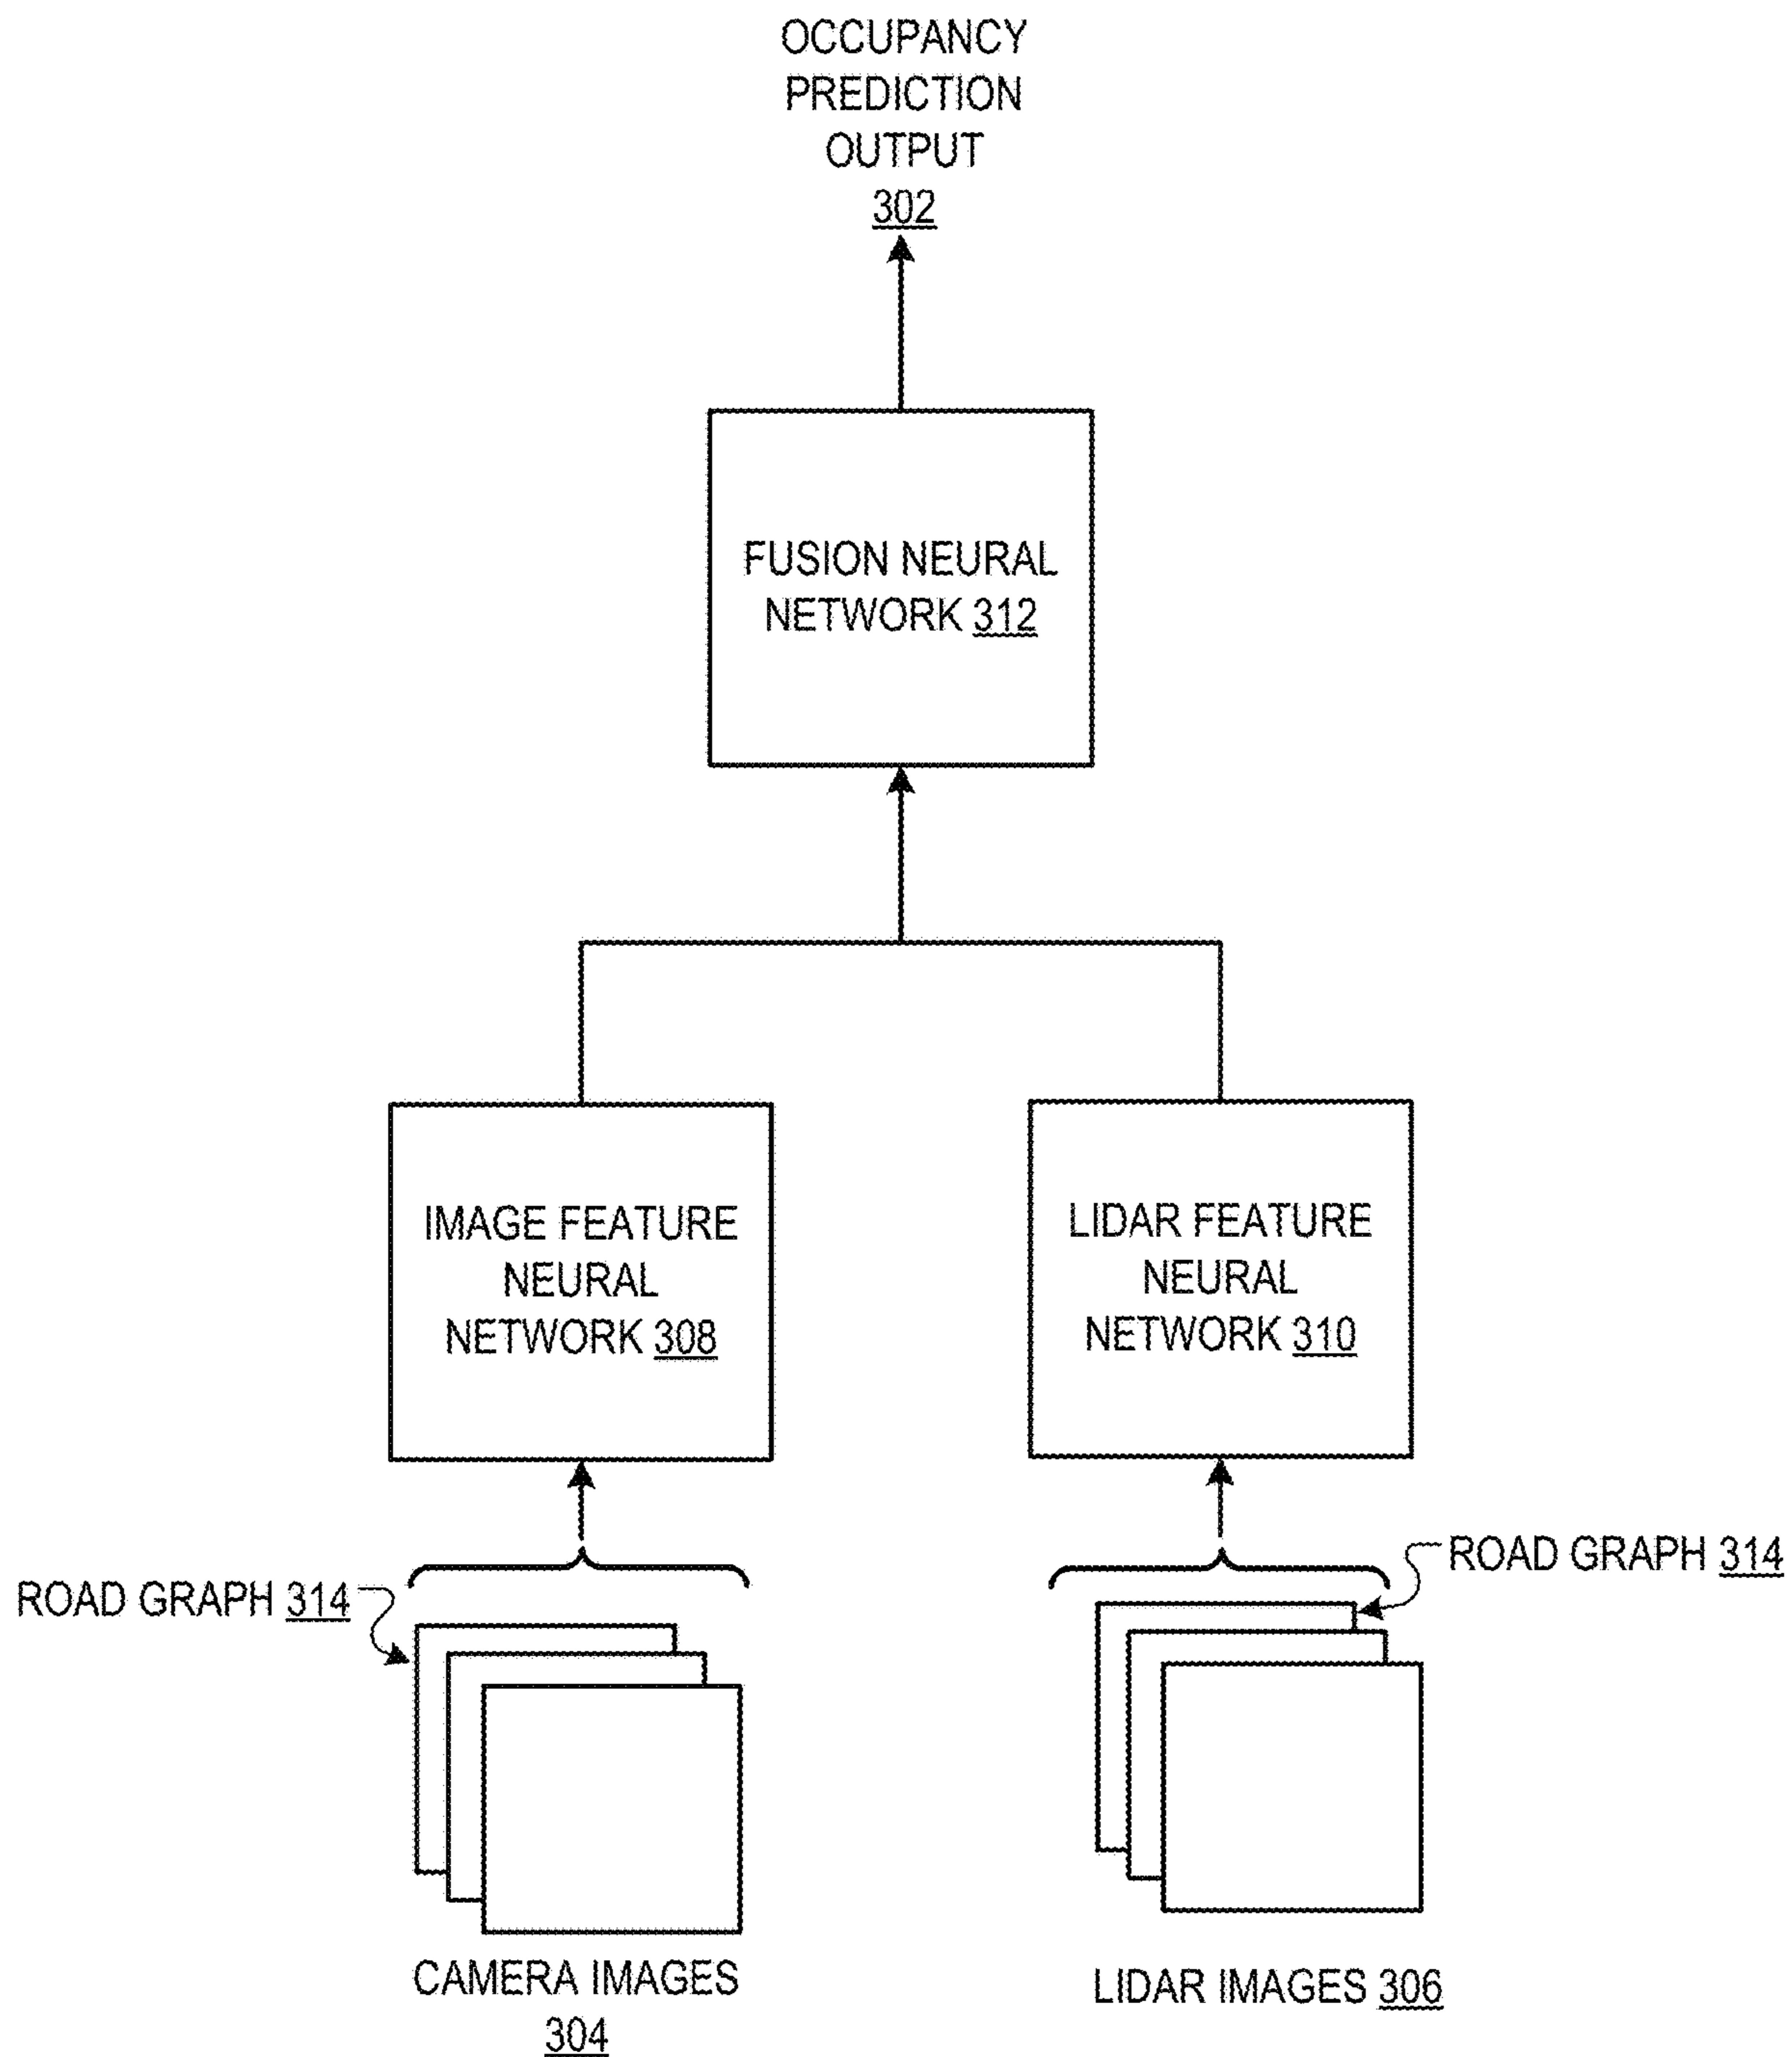 OCCUPANCY
PREDICTION
OUTPUT
302
FUSION NEURAL
NETWORK 312
IMAGE FEATURE
NEURAL
NETWORK 308
LIDAR FEATURE
NEURAL
NETWORK 310
ROAD GRAPH 314
ROAD GRAPH 314
CAMERA IMAGES
304
LIDAR IMAGES 306